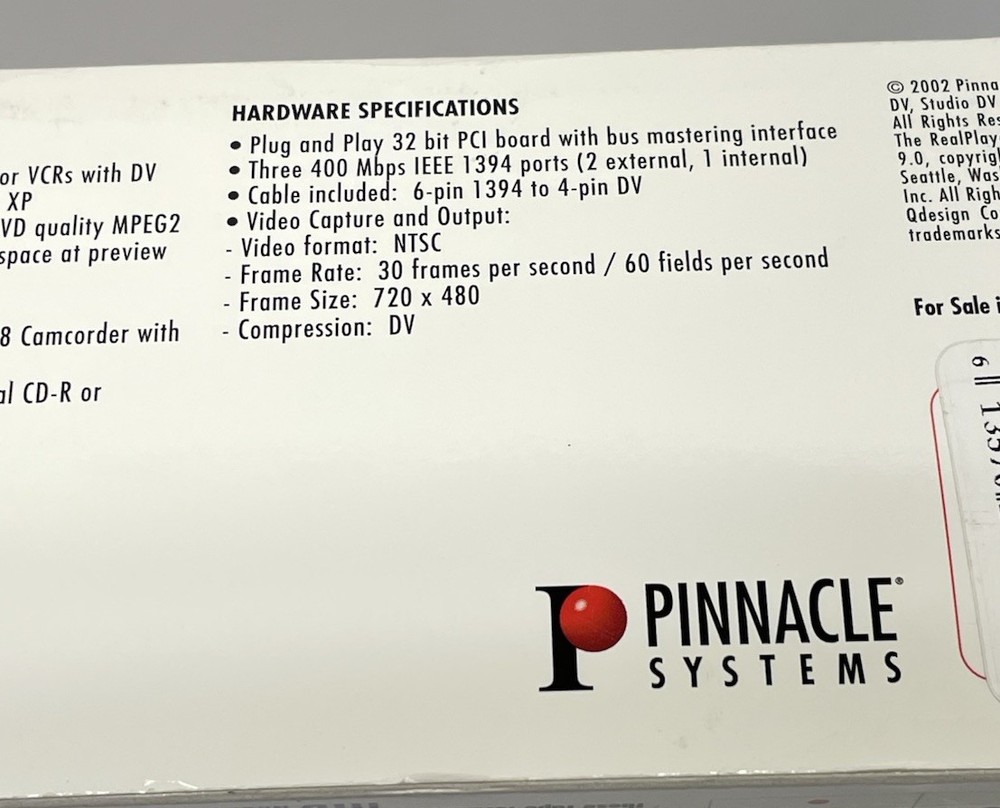 or VCRs with DV
XP
VD quality MPEG2
space at preview
8 Camcorder with
al CD-R or
HARDWARE SPECIFICATIONS
• Plug and Play 32 bit PCI board with bus mastering interface
• Three 400 Mbps IEEE 1394 ports (2 external, 1 internal)
• Cable included: 6-pin 1394 to 4-pin DV
• Video Capture and Output:
- Video format: NTSC
- Frame Rate: 30 frames per second / 60 fields per second
- Frame Size: 720 x 480
- Compression: DV
© 2002 Pinna
DV, Studio DV
All Rights Res
The RealPlay
9.0, copyrig
Seattle, Was
Inc. All Righ
Qdesign Co
trademarks
For Sale i
6
PINNACLE®
SYSTEMS